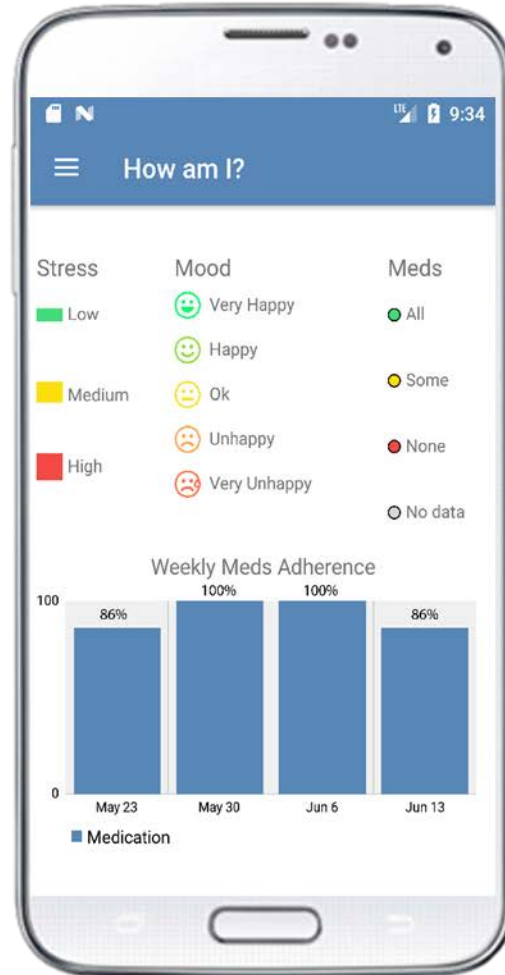 LTE 9:34
How am I?
Stress
Low
Medium
High
Mood
Very Happy
Happy
Ok
Unhappy
Very Unhappy
Meds
All
Some
None
No data
Weekly Meds Adherence
100
0
86%
100%
100%
86%
May 23
May 30
Jun 6
Jun 13
Medication